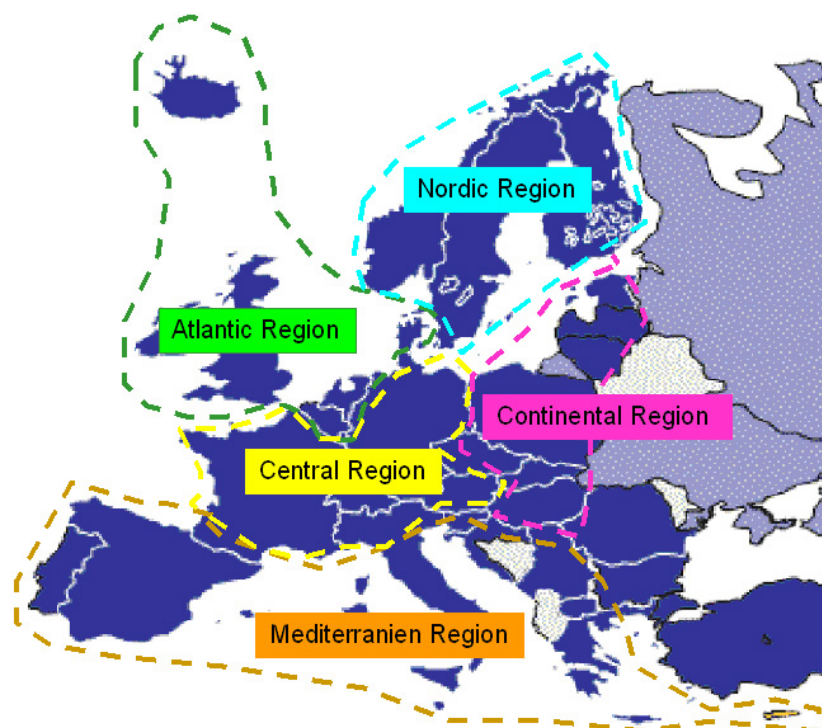 Nordic Region
Atlantic Region
Continental Region
Central Region
Mediterranien Region